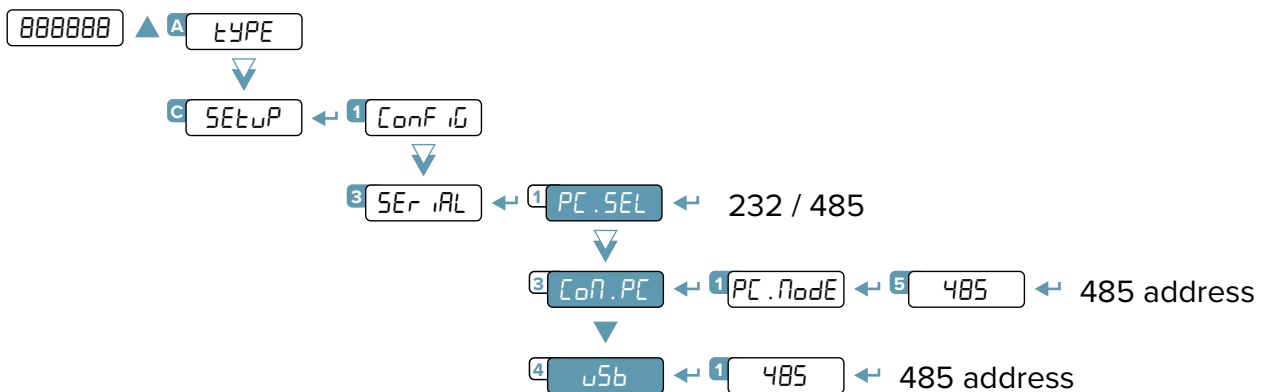 888888 A tYPE
C SEtuP 1 ConFiG
3 SEriAL 1 PC.SEL 232 / 485
3 CoM.PC 1 PC.ModE 5 485 485 address
4 uSb 1 485 485 address